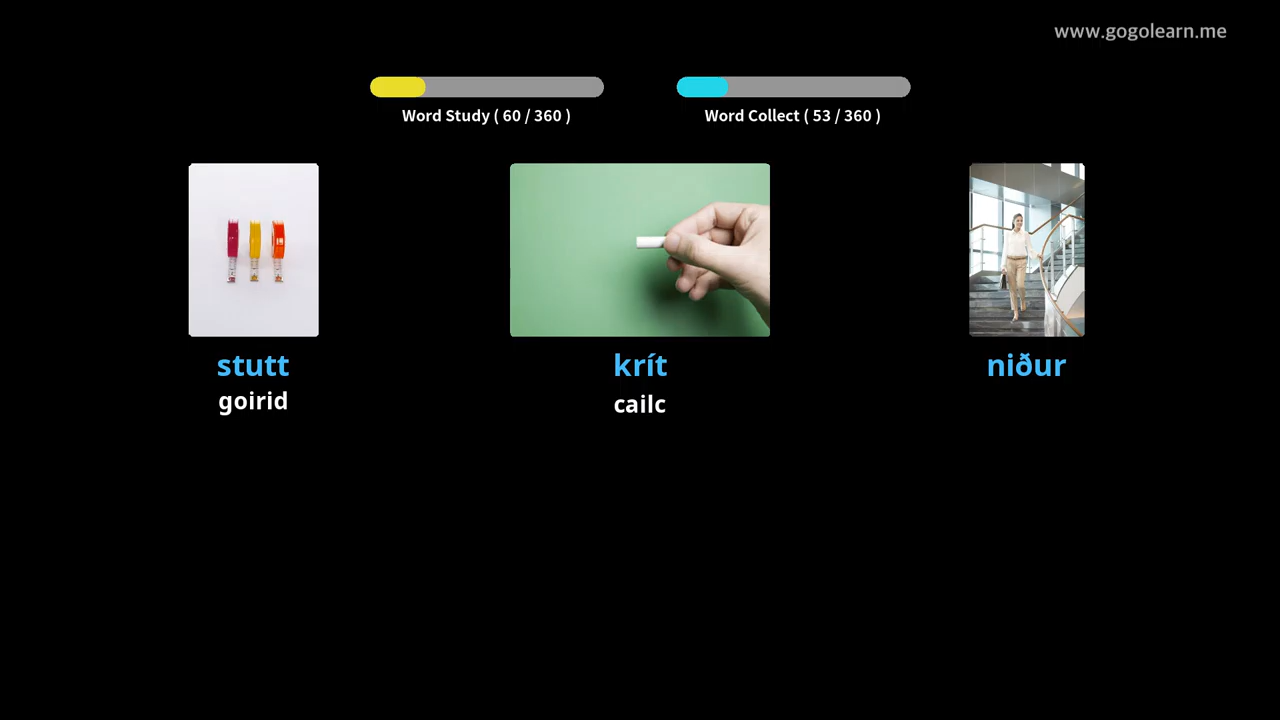 www.gogolearn.me
Word Study ( 60 / 360 )
Word Collect ( 53 / 360 )
stutt
goirid
krít
cailc
niður